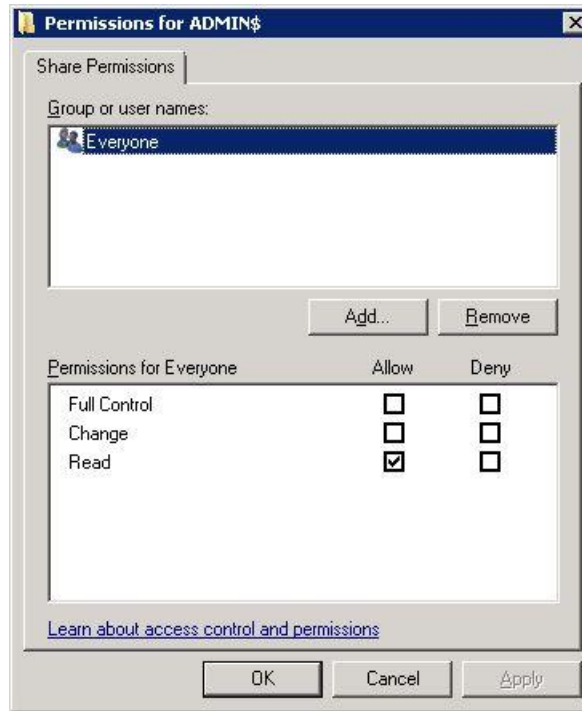 Permissions for ADMIN$
Share Permissions
Group or user names:
Everyone
Add... Remove
Permissions for Everyone Allow Deny
Full Control
Change
Read
Learn about access control and permissions
OK Cancel Apply